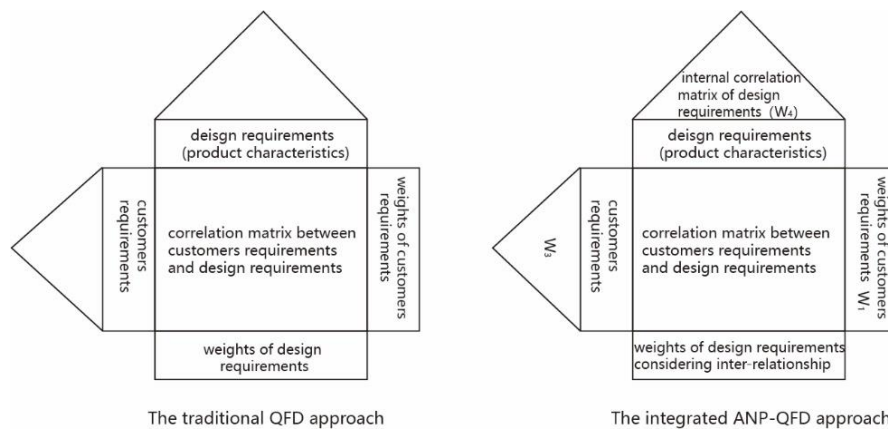 deisgn requirements
(product characteristics)
customers
requirements
correlation matrix between
customers requirements
and design requirements
weights of customers
requirements
weights of design
requirements
The traditional QFD approach
internal correlation
matrix of design
requirements (W₄)
deisgn requirements
(product characteristics)
W₃
customers
requirements
correlation matrix between
customers requirements
and design requirements
weights of customers
requirements W₁
weights of design requirements
considering inter-relationship
The integrated ANP-QFD approach